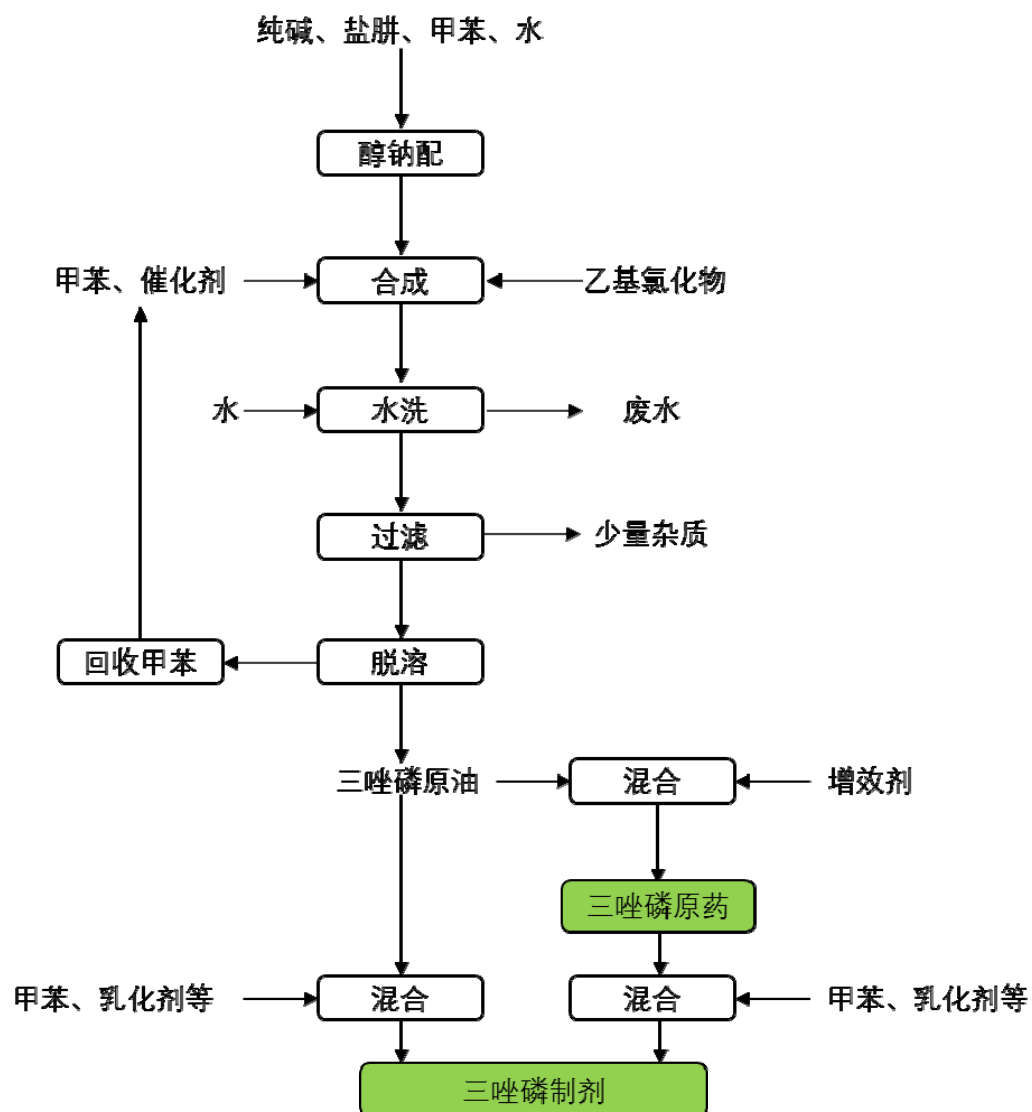 纯碱、盐肼、甲苯、水
醇钠配
甲苯、催化剂
合成
乙基氯化物
水
水洗
废水
过滤
少量杂质
回收甲苯
脱溶
三唑磷原油
混合
增效剂
三唑磷原药
甲苯、乳化剂等
混合
混合
甲苯、乳化剂等
三唑磷制剂